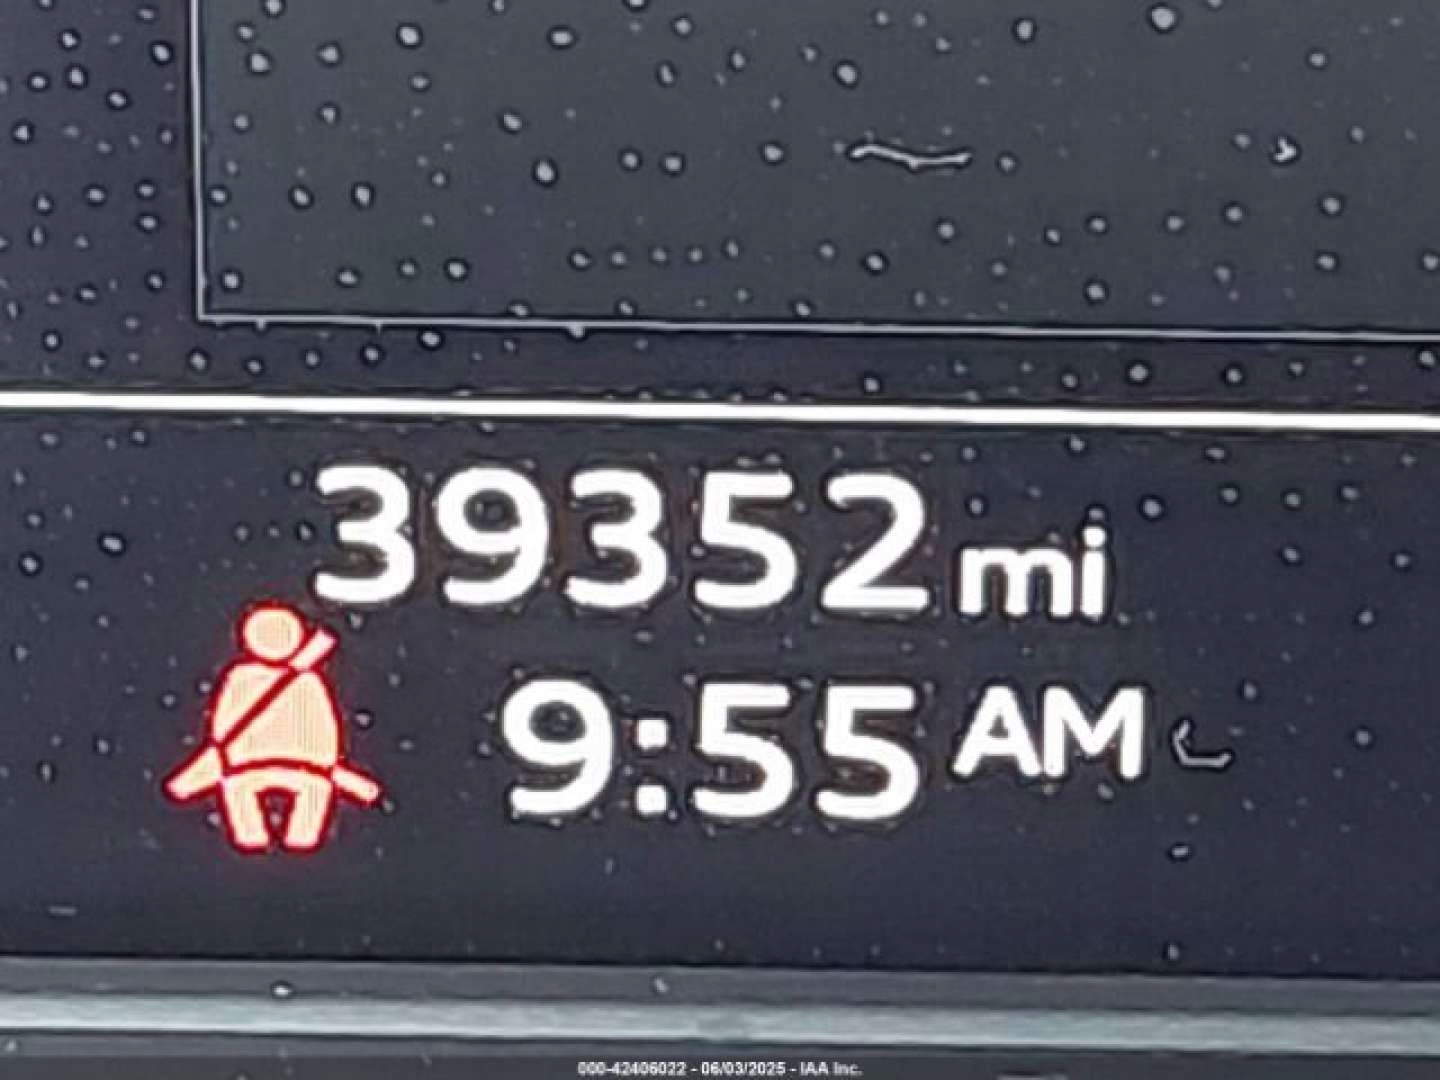 39352 mi
9:55 AM
000-42406022 - 06/03/2025 - IAA Inc.